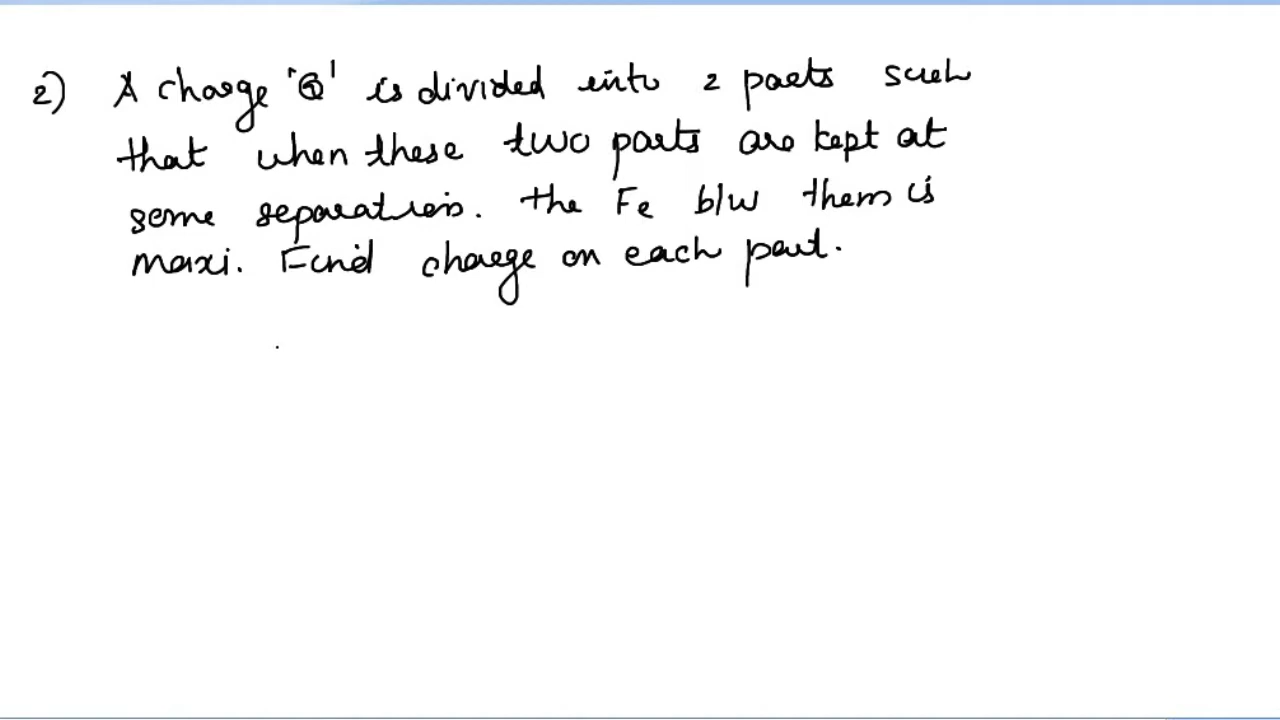 2) A charge 'Q' is divided into 2 parts such
that when these two parts are kept at
some separation. the Fe b/w them is
maxi. Find charge on each part.